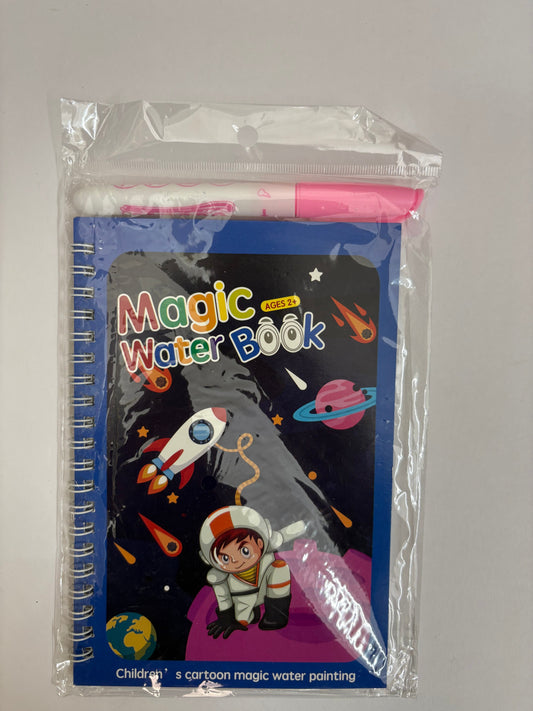 Magic
AGES 2+
Water Book
Children’s cartoon magic water painting